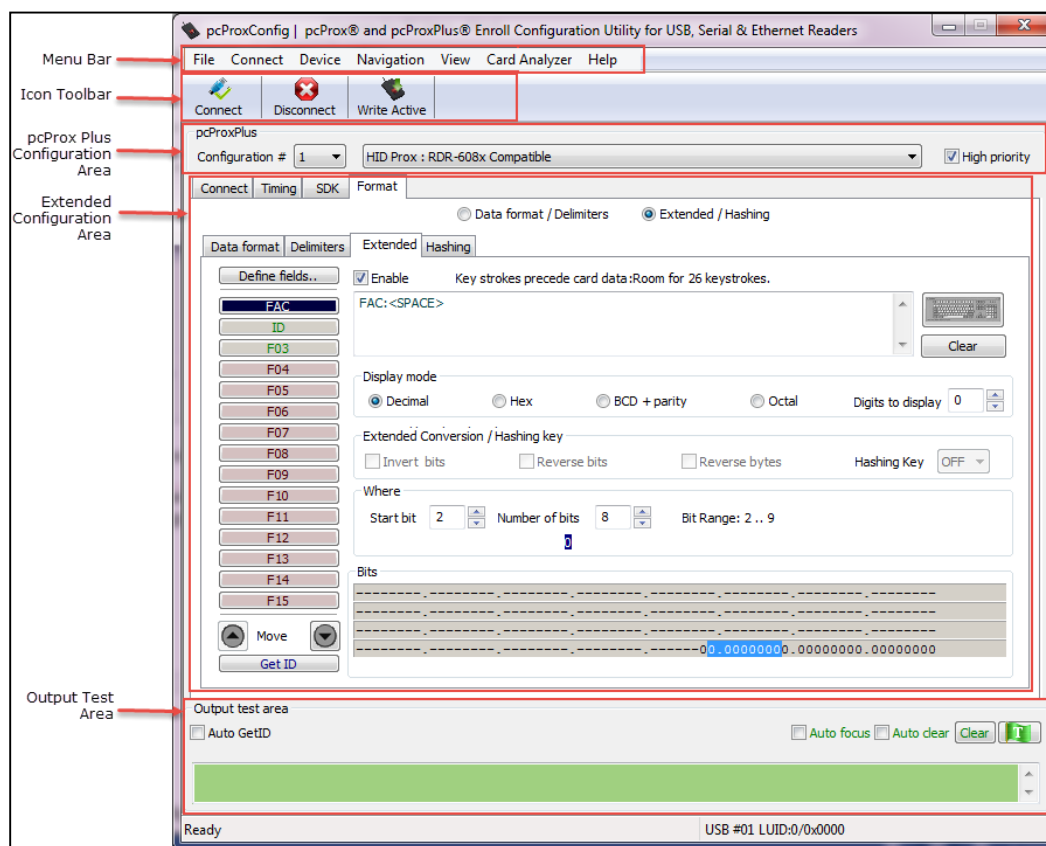 pcProxConfig | pcProx® and pcProxPlus® Enroll Configuration Utility for USB, Serial & Ethernet Readers
Menu Bar
File Connect Device Navigation View Card Analyzer Help
Icon Toolbar
Connect Disconnect Write Active
pcProx Plus
Configuration
Area
pcProxPlus
Configuration # 1 HID Prox : RDR-608x Compatible High priority
Extended
Configuration
Area
Connect Timing SDK Format
Data format / Delimiters Extended / Hashing
Data format Delimiters Extended Hashing
Define fields.. Enable Key strokes precede card data:Room for 26 keystrokes.
FAC FAC:<SPACE>
ID
F03 Clear
F04
Display mode
F05 Decimal Hex BCD + parity Octal Digits to display 0
F06
F07
Extended Conversion / Hashing key
F08 Invert bits Reverse bits Reverse bytes Hashing Key OFF
F09
Where
F10
F11 Start bit 2 Number of bits 8 Bit Range: 2 .. 9
F12 0
F13
Bits
F14 --------.--------.--------.--------.--------.--------.--------.--------
F15 --------.--------.--------.--------.--------.--------.--------.--------
Move --------.--------.--------.--------.--------.--------.--------.--------
--------.--------.--------.--------.------00.00000000.00000000.00000000
Get ID
Output Test
Area
Output test area
Auto GetID Auto focus Auto clear Clear T
Ready USB #01 LUID:0/0x0000